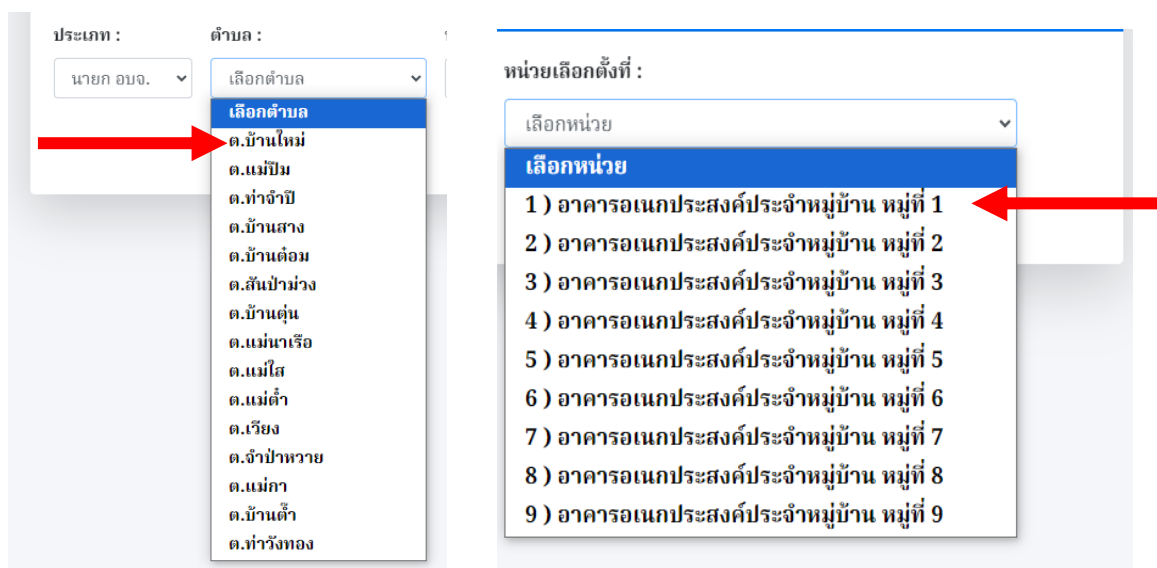 ประเภท :
นายก อบจ.
ตำบล :
เลือกตำบล
เลือกตำบล
ต.บ้านใหม่
ต.แม่ปืม
ต.ท่าจำปี
ต.บ้านสาง
ต.บ้านต๋อม
ต.สันป่าม่วง
ต.บ้านตุ่น
ต.แม่นาเรือ
ต.แม่ใส
ต.แม่ต๋ำ
ต.เวียง
ต.จำป่าหวาย
ต.แม่กา
ต.บ้านต๊ำ
ต.ท่าวังทอง
หน่วยเลือกตั้งที่ :
เลือกหน่วย
เลือกหน่วย
1 ) อาคารอเนกประสงค์ประจำหมู่บ้าน หมู่ที่ 1
2 ) อาคารอเนกประสงค์ประจำหมู่บ้าน หมู่ที่ 2
3 ) อาคารอเนกประสงค์ประจำหมู่บ้าน หมู่ที่ 3
4 ) อาคารอเนกประสงค์ประจำหมู่บ้าน หมู่ที่ 4
5 ) อาคารอเนกประสงค์ประจำหมู่บ้าน หมู่ที่ 5
6 ) อาคารอเนกประสงค์ประจำหมู่บ้าน หมู่ที่ 6
7 ) อาคารอเนกประสงค์ประจำหมู่บ้าน หมู่ที่ 7
8 ) อาคารอเนกประสงค์ประจำหมู่บ้าน หมู่ที่ 8
9 ) อาคารอเนกประสงค์ประจำหมู่บ้าน หมู่ที่ 9